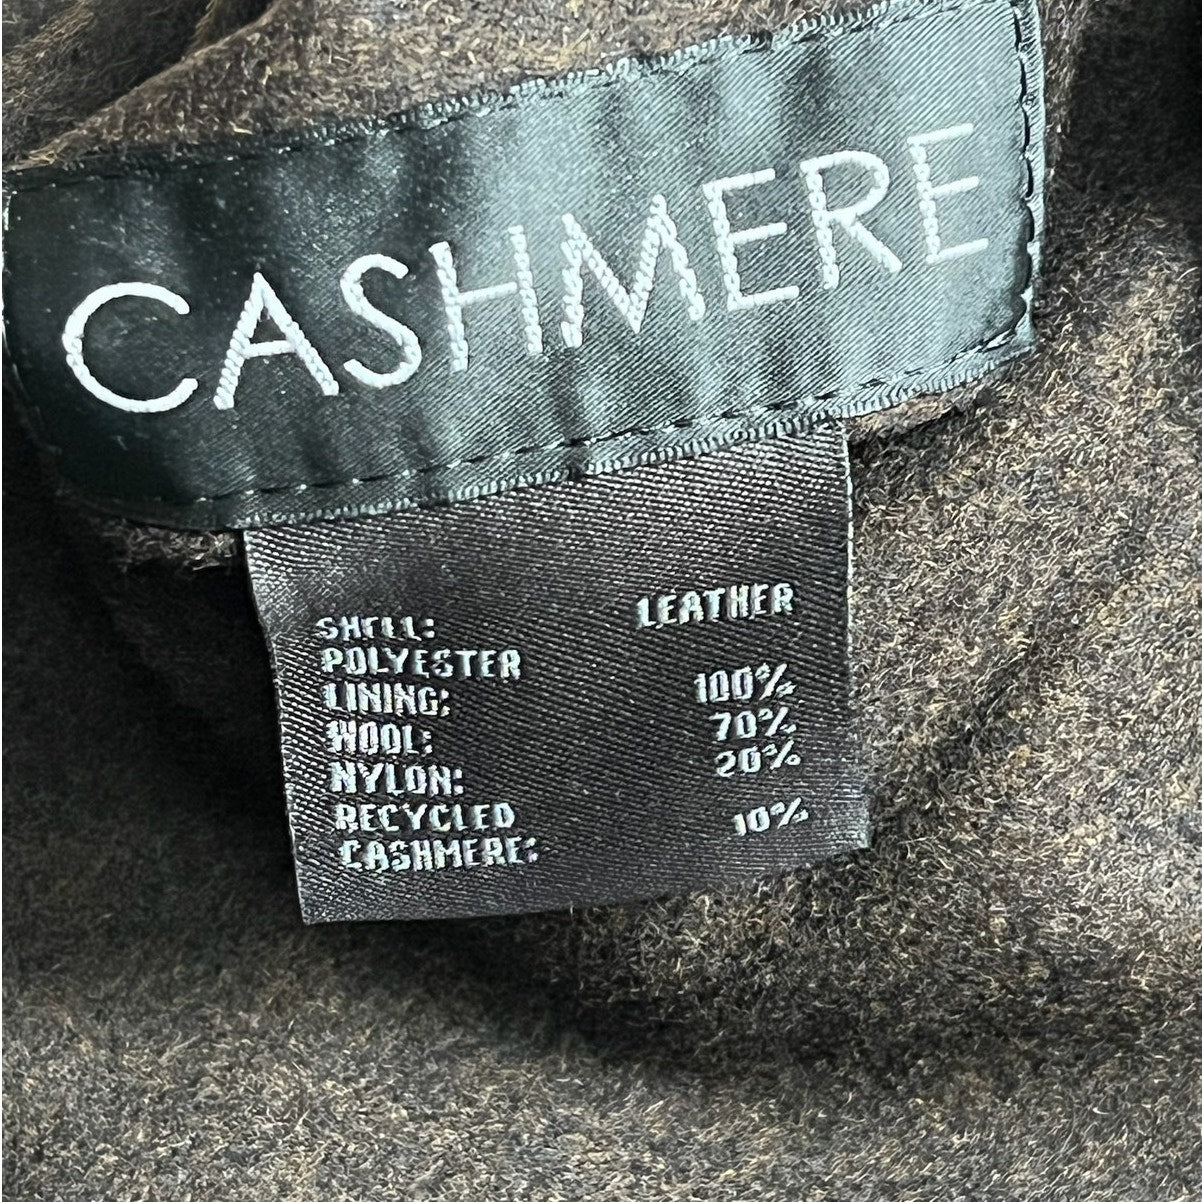 CASHMERE
SHELL: LEATHER
POLYESTER
LINING: 100%
WOOL: 70%
NYLON: 20%
RECYCLED
CASHMERE: 10%